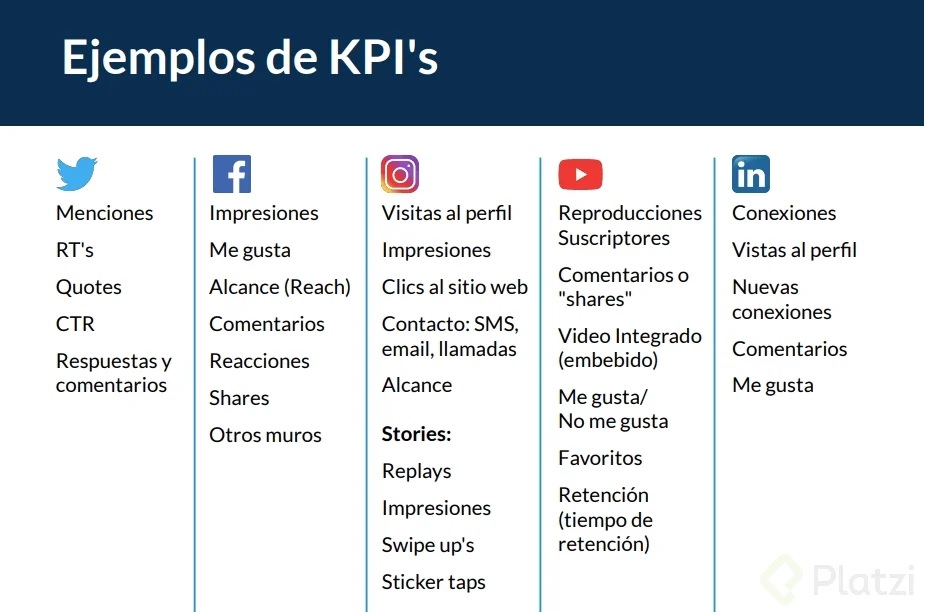 Ejemplos de KPI's
Menciones
RT's
Quotes
CTR
Respuestas y
comentarios
Impresiones
Me gusta
Alcance (Reach)
Comentarios
Reacciones
Shares
Otros muros
Visitas al perfil
Impresiones
Clics al sitio web
Contacto: SMS,
email, llamadas
Alcance
Stories:
Replays
Impresiones
Swipe up's
Sticker taps
Reproducciones
Suscriptores
Comentarios o
"shares"
Video Integrado
(embebido)
Me gusta/
No me gusta
Favoritos
Retención
(tiempo de
retención)
in
Conexiones
Vistas al perfil
Nuevas
conexiones
Comentarios
Me gusta
Platzi